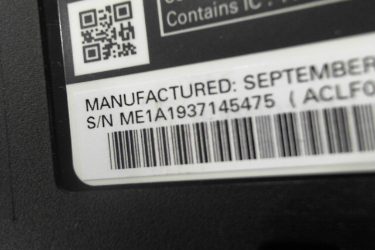 Contains IC :
MANUFACTURED: SEPTEMBER
S/N ME1A1937145475 ( ACLF0